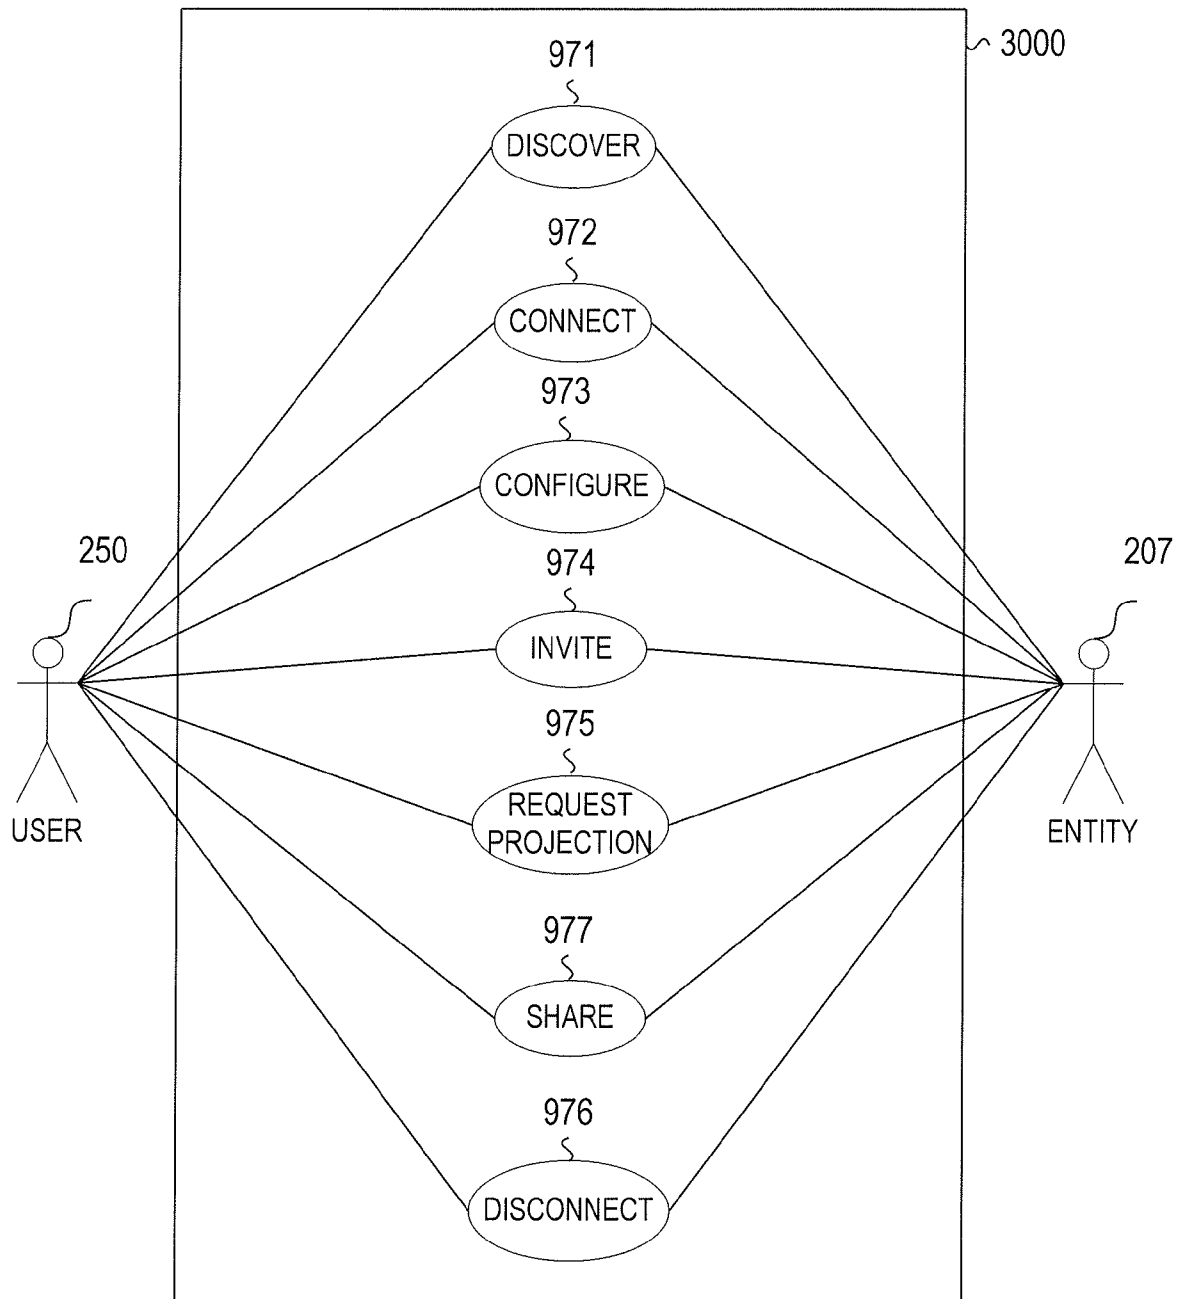 971
3000
DISCOVER
972
CONNECT
973
CONFIGURE
250
974
207
INVITE
975
REQUEST
PROJECTION
USER
ENTITY
977
SHARE
976
DISCONNECT